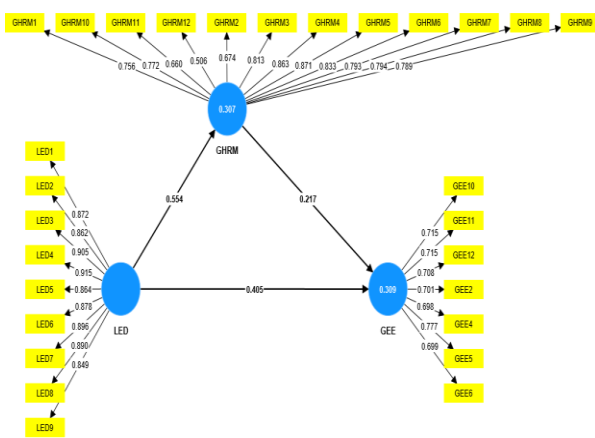 GHRM1 GHRM10 GHRM11 GHRM12 GHRM2 GHRM3 GHRM4 GHRM5 GHRM6 GHRM7 GHRM8 GHRM9
0.756 0.772 0.660 0.506 0.674 0.813 0.863 0.871 0.833 0.793 0.794 0.789
0.307
GHRM
LED1
LED2
LED3
LED4
LED5
LED6
LED7
LED8
LED9
0.872
0.862
0.905
0.915
0.864
0.878
0.896
0.890
0.849
LED
0.554
0.217
0.405
0.309
GEE
0.715
0.715
0.708
0.701
0.698
0.777
0.699
GEE10
GEE11
GEE12
GEE2
GEE4
GEE5
GEE6